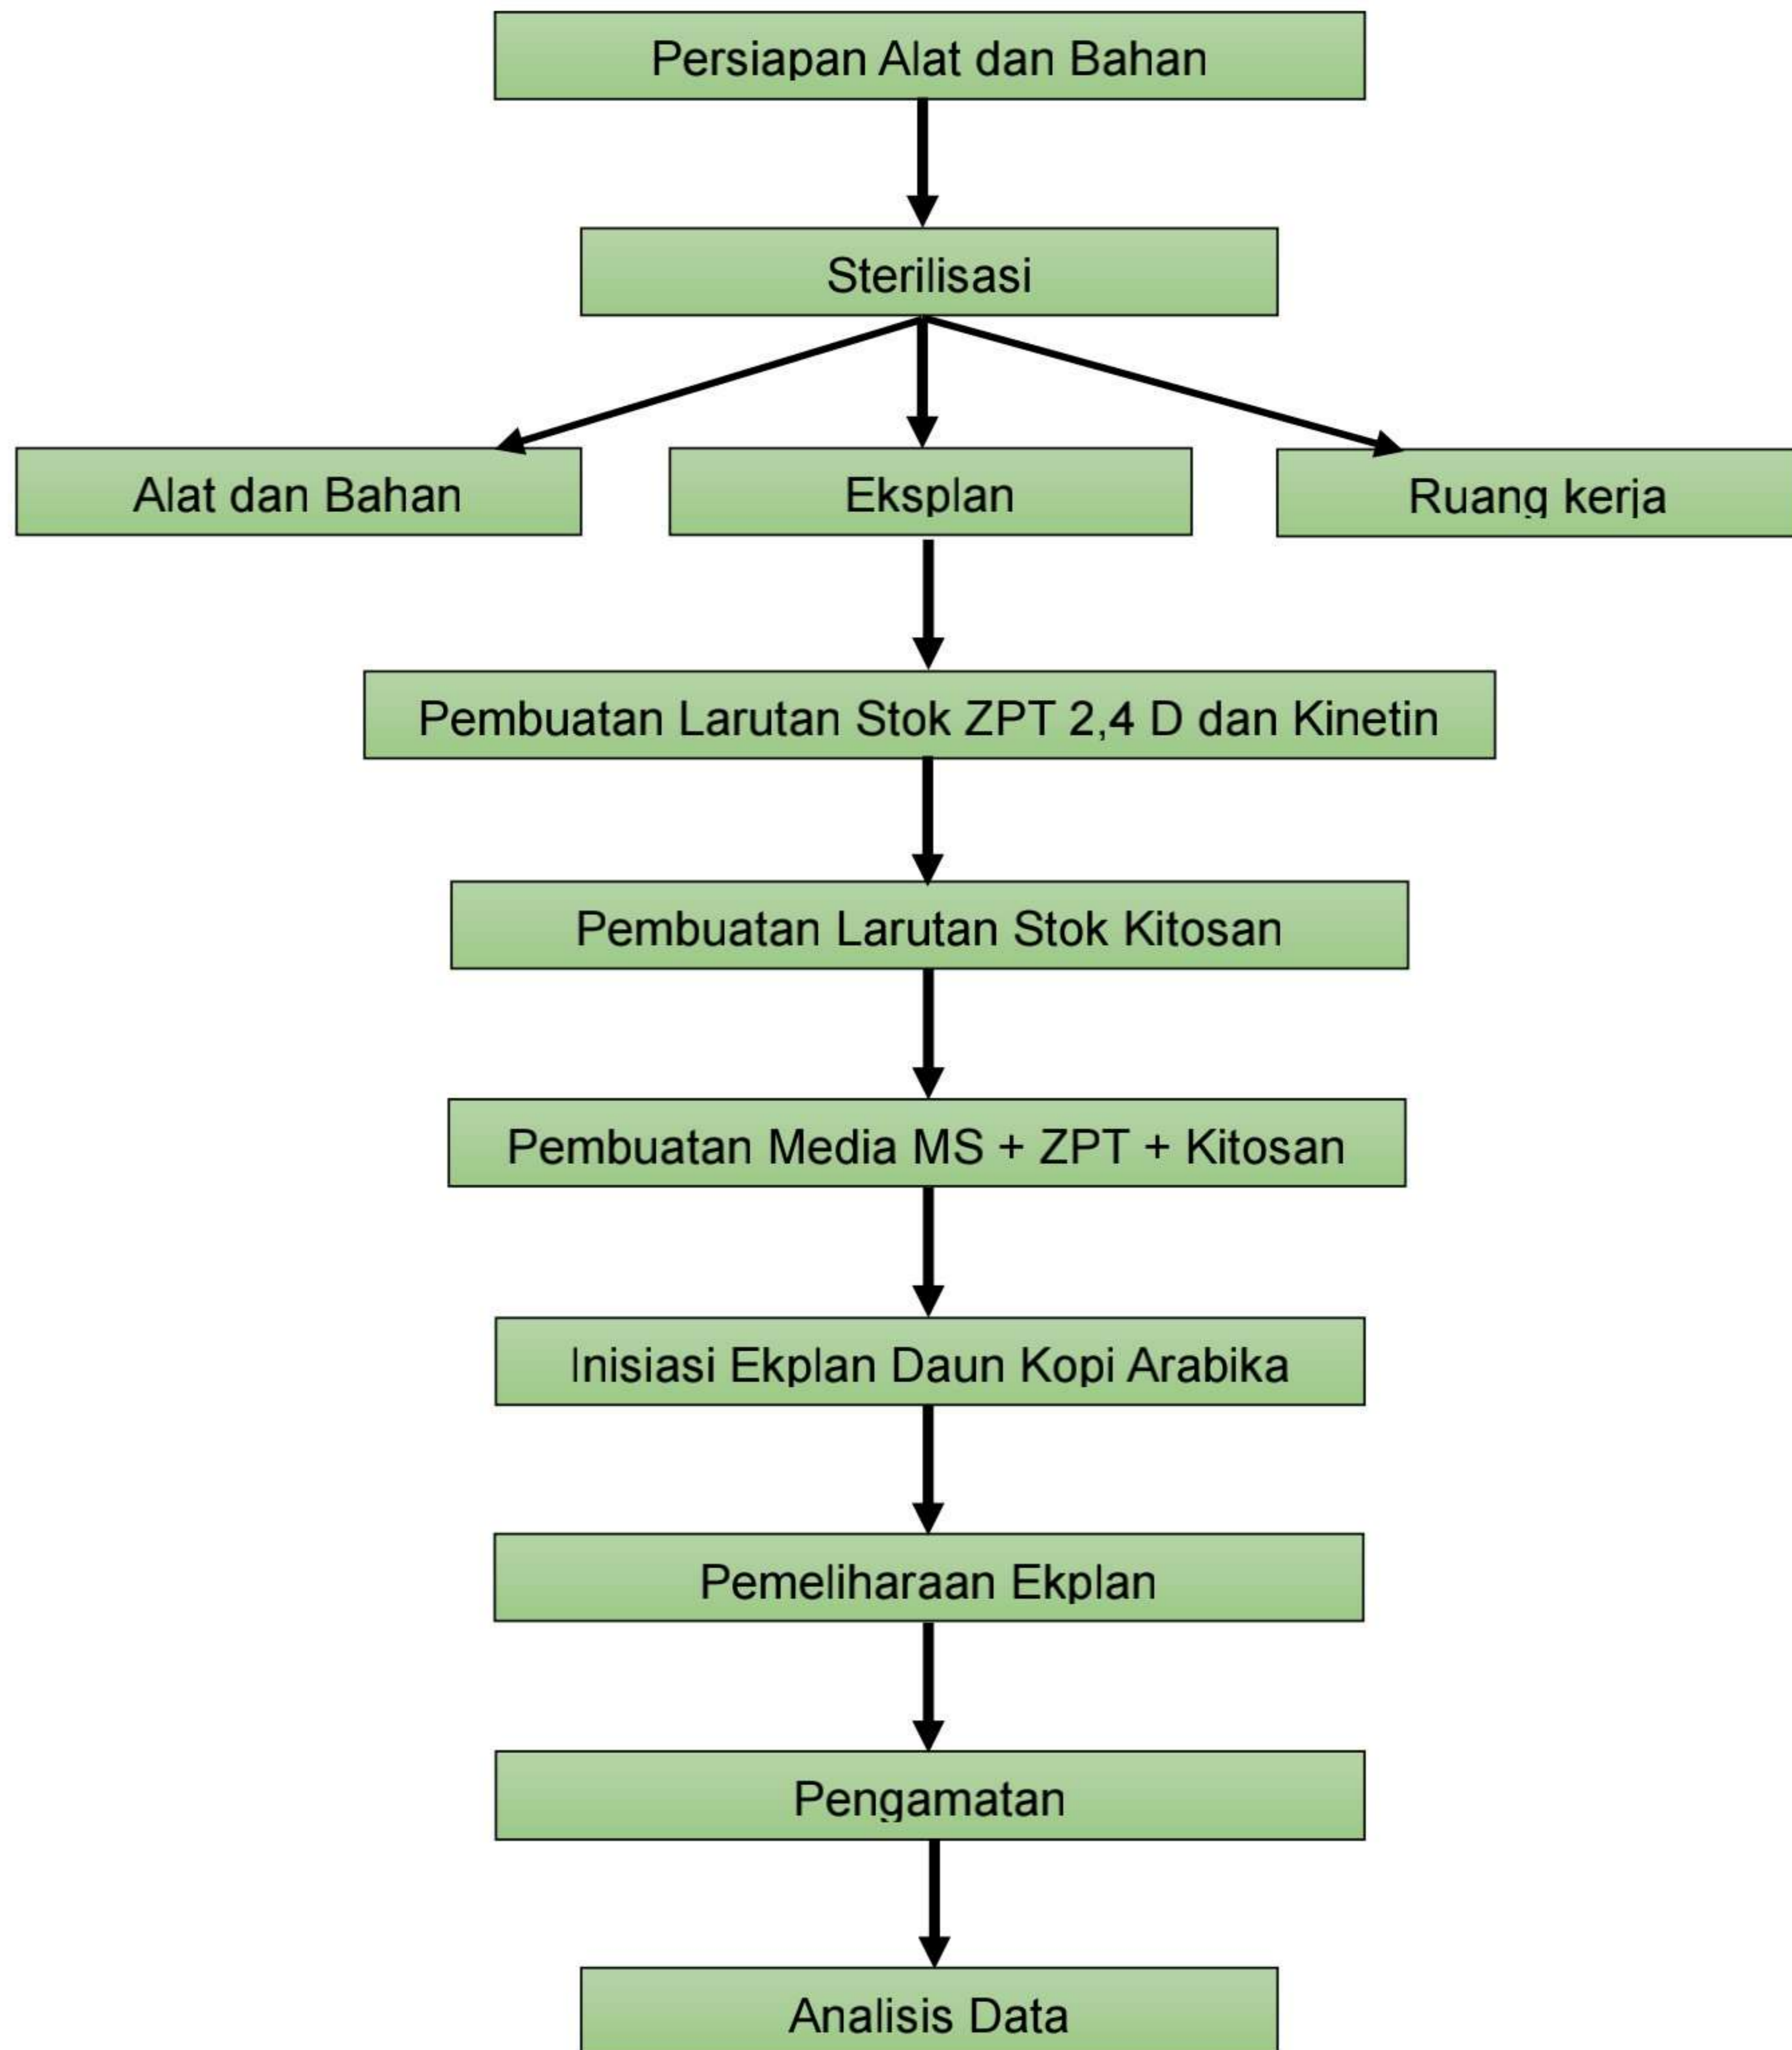 Persiapan Alat dan Bahan
Sterilisasi
Alat dan Bahan
Eksplan
Ruang kerja
Pembuatan Larutan Stok ZPT 2,4 D dan Kinetin
Pembuatan Larutan Stok Kitosan
Pembuatan Media MS + ZPT + Kitosan
Inisiasi Ekplan Daun Kopi Arabika
Pemeliharaan Ekplan
Pengamatan
Analisis Data